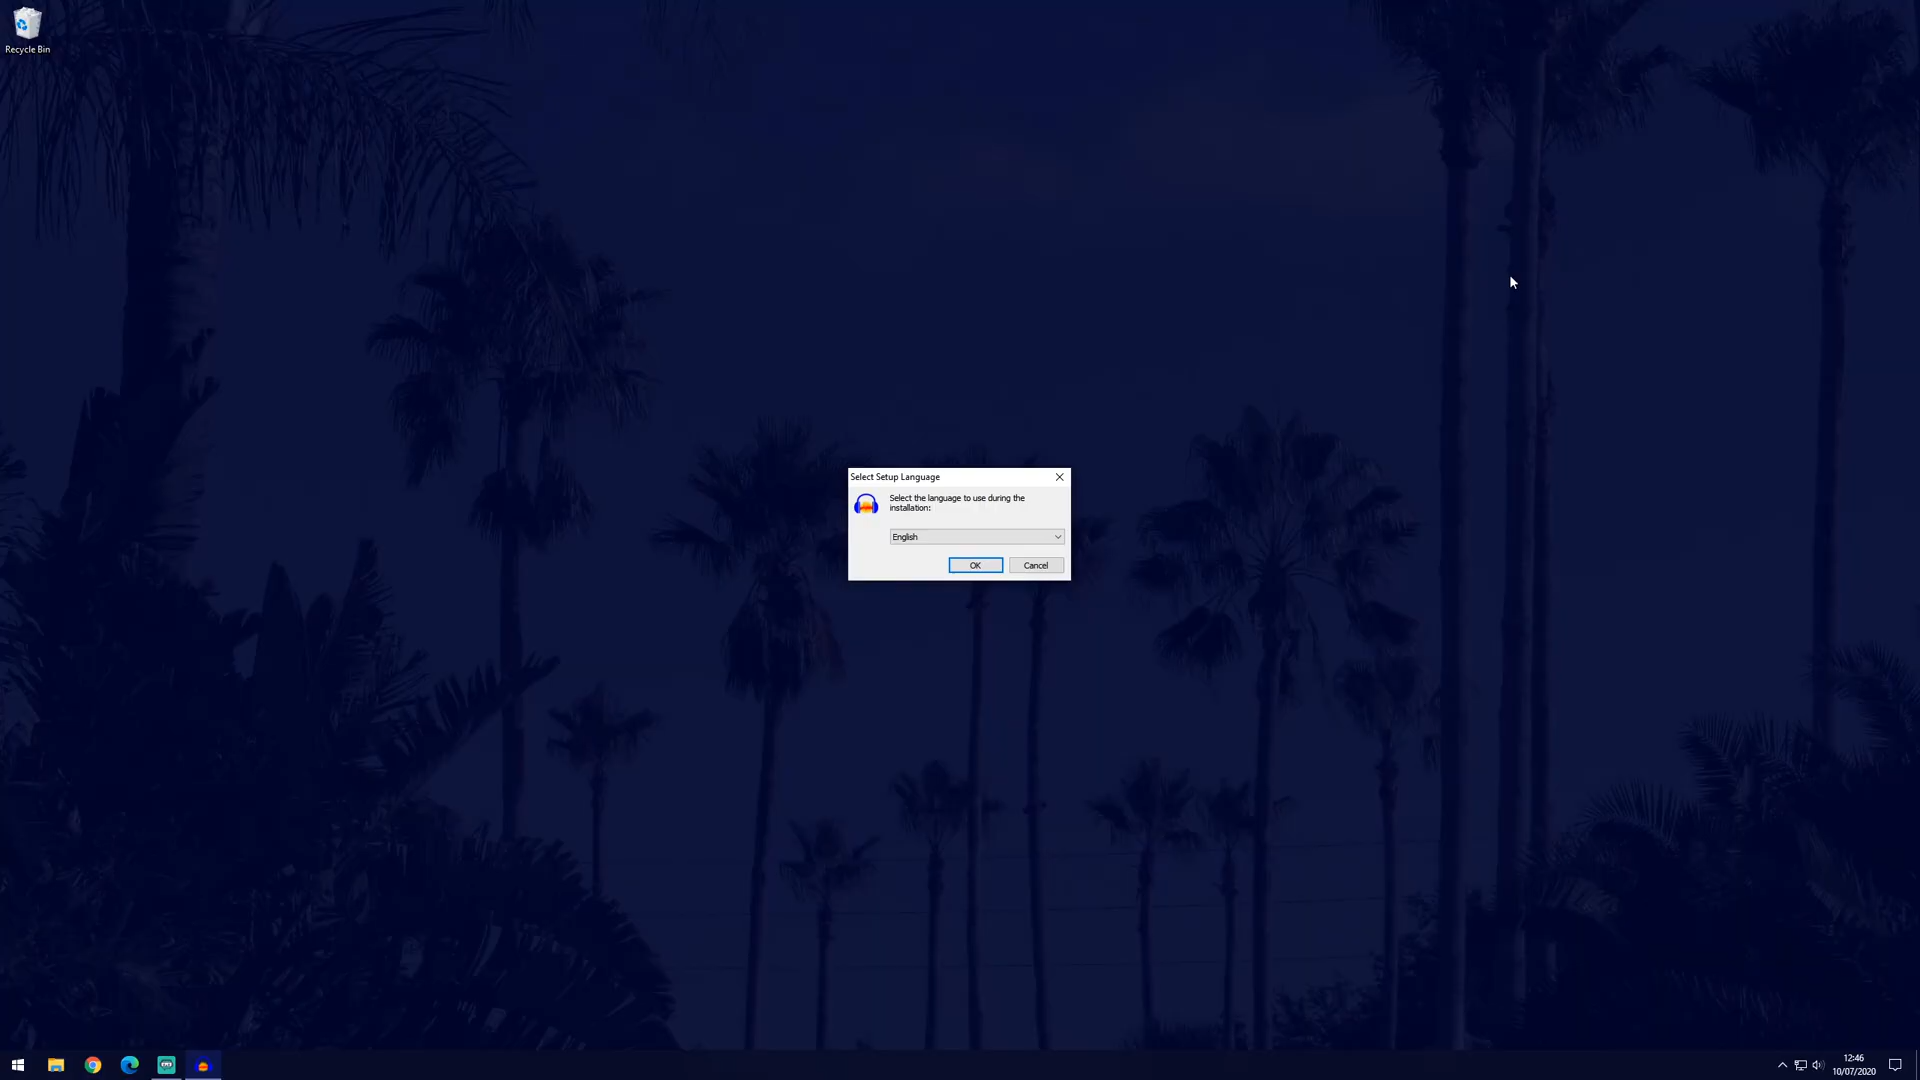 Recycle Bin
Select Setup Language
Select the language to use during the
installation:
English
OK
Cancel
12:46
10/07/2020